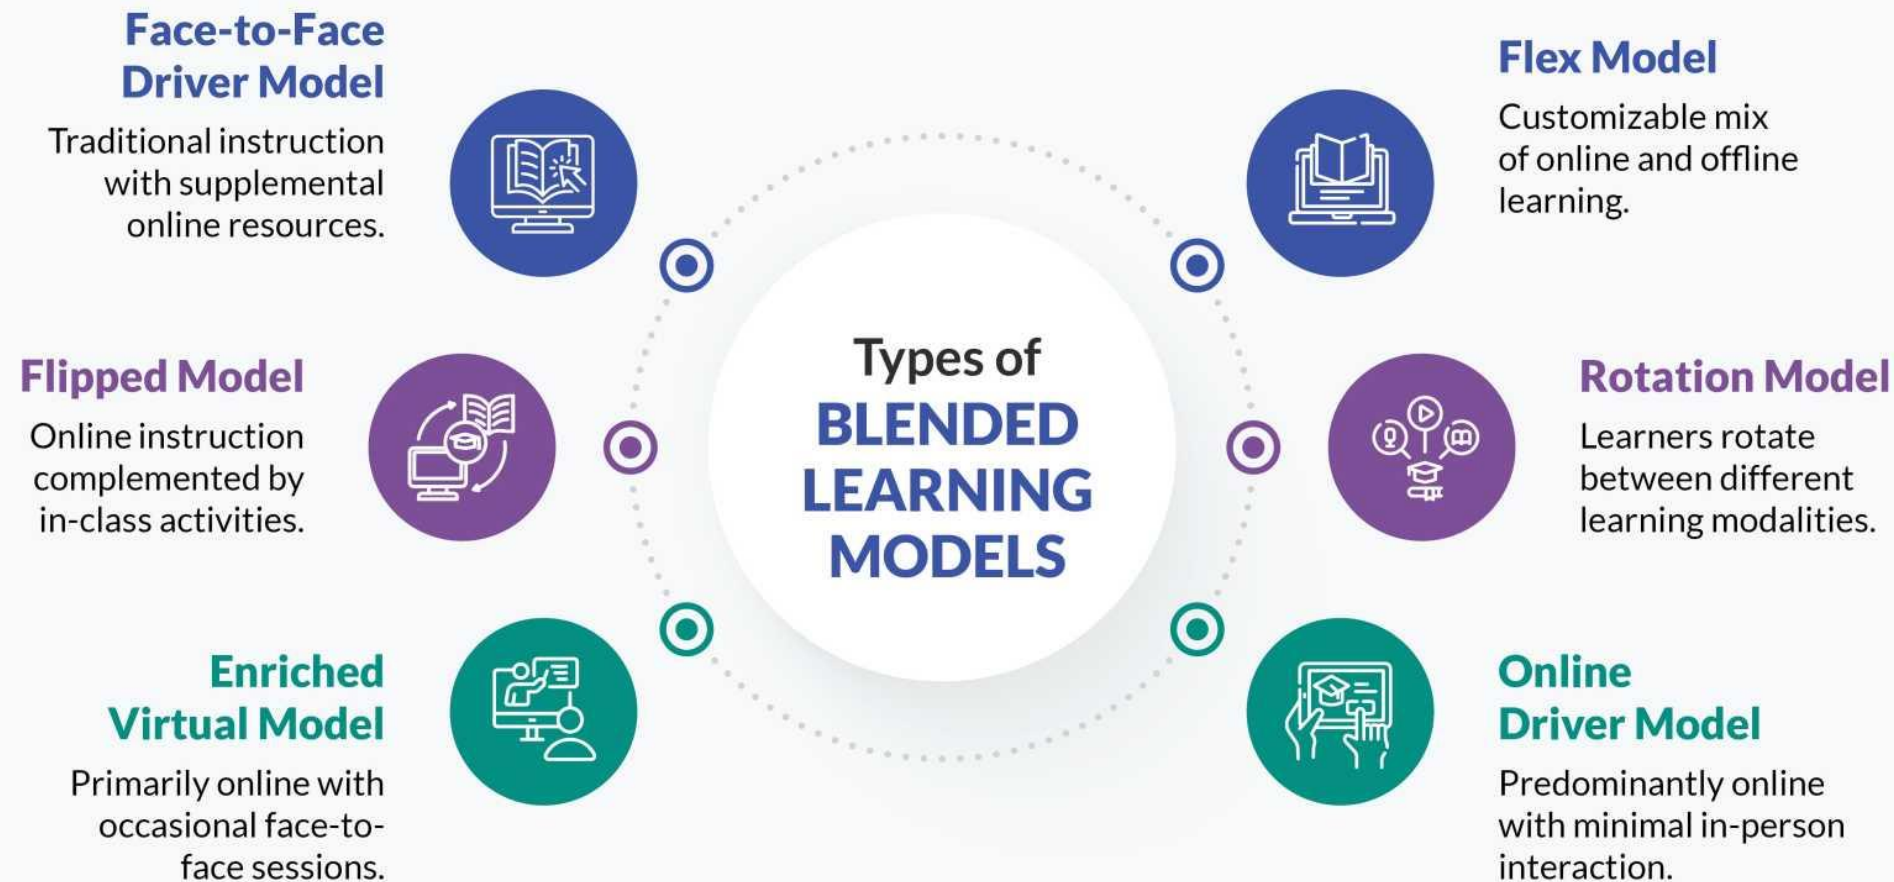 Face-to-Face
Driver Model
Traditional instruction
with supplemental
online resources.
Flipped Model
Online instruction
complemented by
in-class activities.
Enriched
Virtual Model
Primarily online with
occasional face-to-
face sessions.
Types of
BLENDED
LEARNING
MODELS
Flex Model
Customizable mix
of online and offline
learning.
Rotation Model
Learners rotate
between different
learning modalities.
Online
Driver Model
Predominantly online
with minimal in-person
interaction.